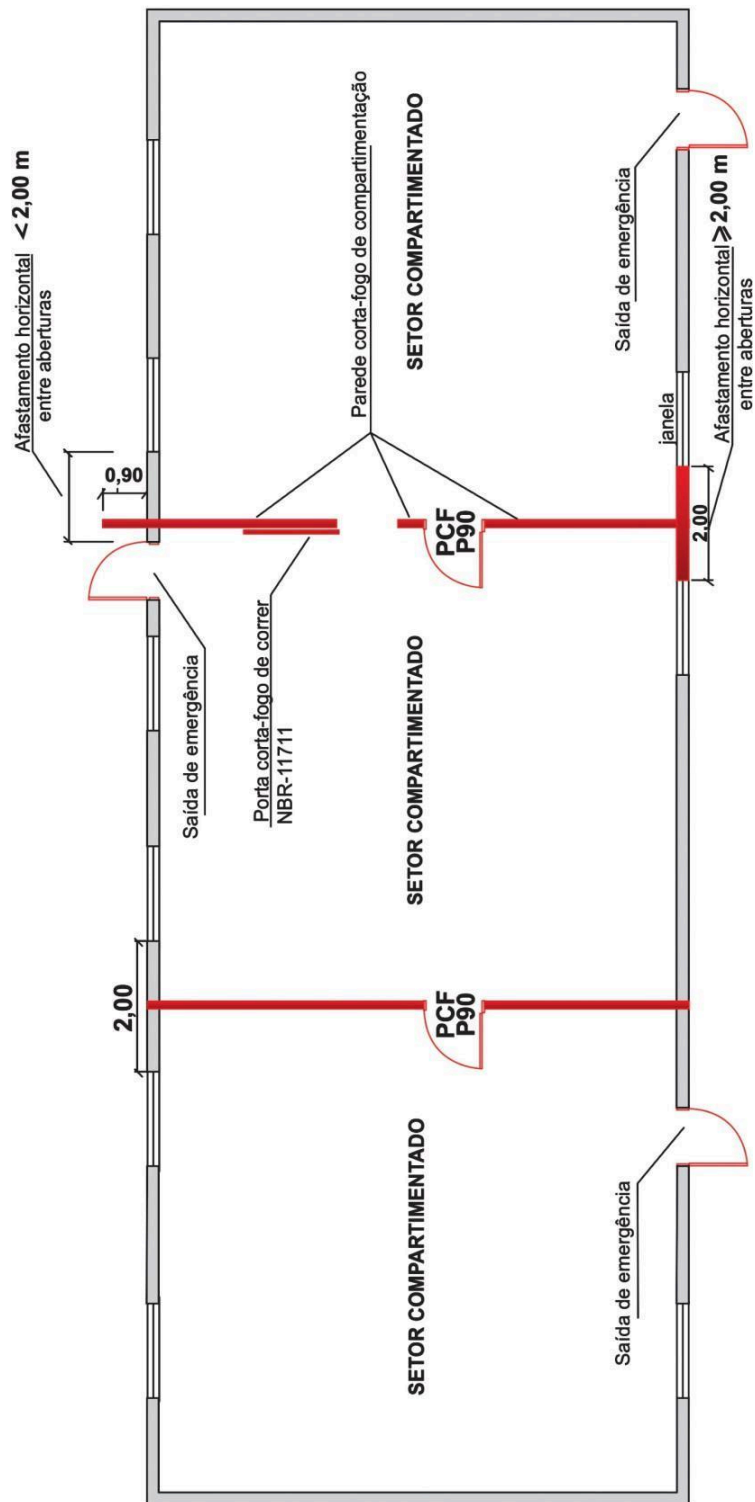 Afastamento horizontal < 2,00 m
entre aberturas
0,90
2,00
Saída de emergência
Porta corta-fogo de correr
NBR-11711
Parede corta-fogo de compartimentação
SETOR COMPARTIMENTADO
SETOR COMPARTIMENTADO
SETOR COMPARTIMENTADO
PCF
P90
PCF
P90
Saída de emergência
Saída de emergência
janela
2.00
Afastamento horizontal ⩾ 2,00 m
entre aberturas